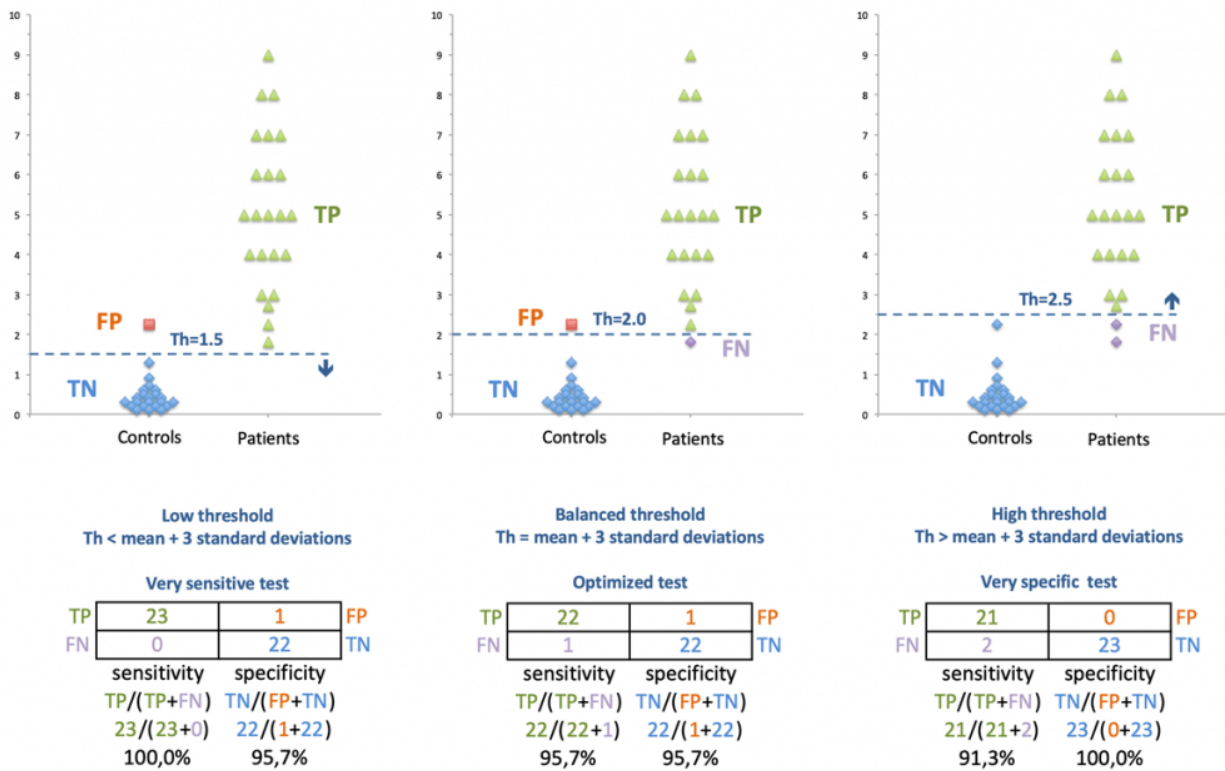 10
9
8
7
6
5
4
3
2
1
0
TP
FP
Th=1.5
TN
Controls
Patients
10
9
8
7
6
5
4
3
2
1
0
TP
FP
Th=2.0
FN
TN
Controls
Patients
10
9
8
7
6
5
4
3
2
1
0
TP
Th=2.5
FN
TN
Controls
Patients
Low threshold
Th < mean + 3 standard deviations
Very sensitive test
TP 23 1 FP
FN 0 22 TN
sensitivity specificity
TP/(TP+FN) TN/(FP+TN)
23/(23+0) 22/(1+22)
100,0% 95,7%
Balanced threshold
Th = mean + 3 standard deviations
Optimized test
TP 22 1 FP
FN 1 22 TN
sensitivity specificity
TP/(TP+FN) TN/(FP+TN)
22/(22+1) 22/(1+22)
95,7% 95,7%
High threshold
Th > mean + 3 standard deviations
Very specific test
TP 21 0 FP
FN 2 23 TN
sensitivity specificity
TP/(TP+FN) TN/(FP+TN)
21/(21+2) 23/(0+23)
91,3% 100,0%